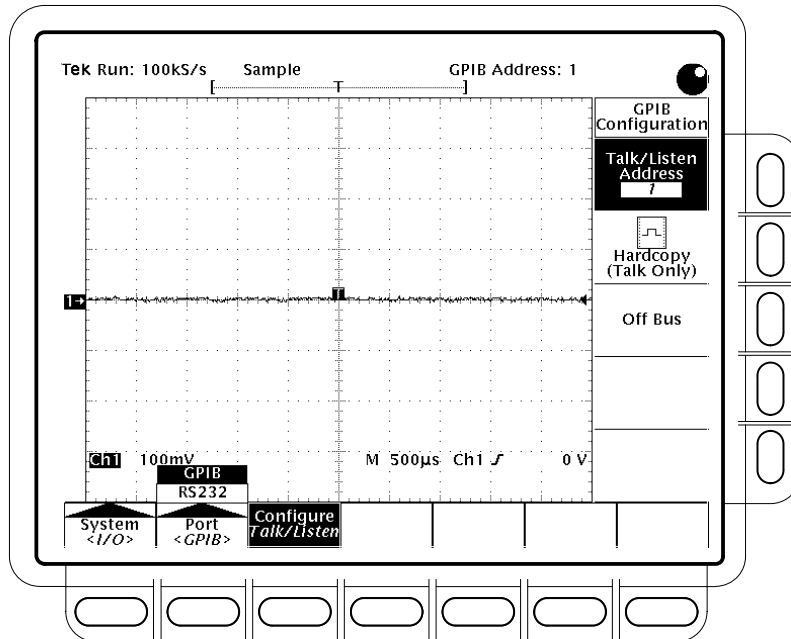 Tek Run: 100kS/s Sample GPIB Address: 1
[ T ]
GPIB
Configuration
Talk/Listen
Address
1
Hardcopy
(Talk Only)
Off Bus
T
1→
Ch1 100mV M 500µs Ch1 0 V
GPIB
RS232
System
<I/O>
Port
<GPIB>
Configure
Talk/Listen